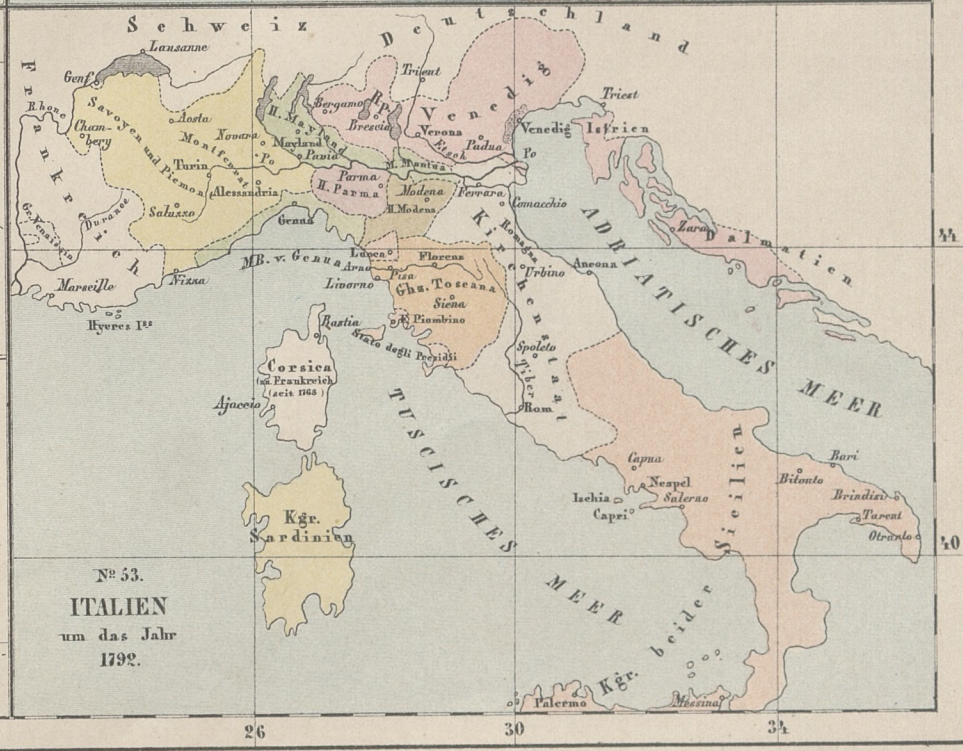 Schweiz
Deutschland
Frankreich
Lausanne
Genf
Rhone
Chambery
Savoyen und Piemont
Aosta
Montferrat
Novara
Po
Turin
Alessandria
Saluzzo
Durance
Marseille
Hyeres Iⁿˢ
Nizza
Trient
Bergamo
Rp. Venedig
Brescia
H. Mayland
Mayland
Pavia
Verona
Etsch
Padua
Venedig
Triest
Istrien
Po
M. Mantua
Parma
H. Parma
Modena
H. Modena
Ferrara
Comacchio
Genua
RB. v. Genua
Lucca
Arno
Florenz
Pisa
Livorno
Ghz. Toscana
Siena
F. Piombino
Stato degli Presidii
Romagna
Urbino
Ancona
Kirchenstaat
Spoleto
Tiber
Rom
Zara
Dalmatien
44
ADRIATISCHES MEER
Bastia
Corsica
(zu Frankreich
(seit 1768)
Ajaccio
TUSCISCHES MEER
Kgr.
Sardinien
Capua
Neapel
Ischia
Salerno
Capri
Bari
Bitonto
Brindisi
Tarent
Otranto
40
Kgr. beider Sicilien
Palermo
Messina
Nº 53.
ITALIEN
um das Jahr
1792.
26
30
34